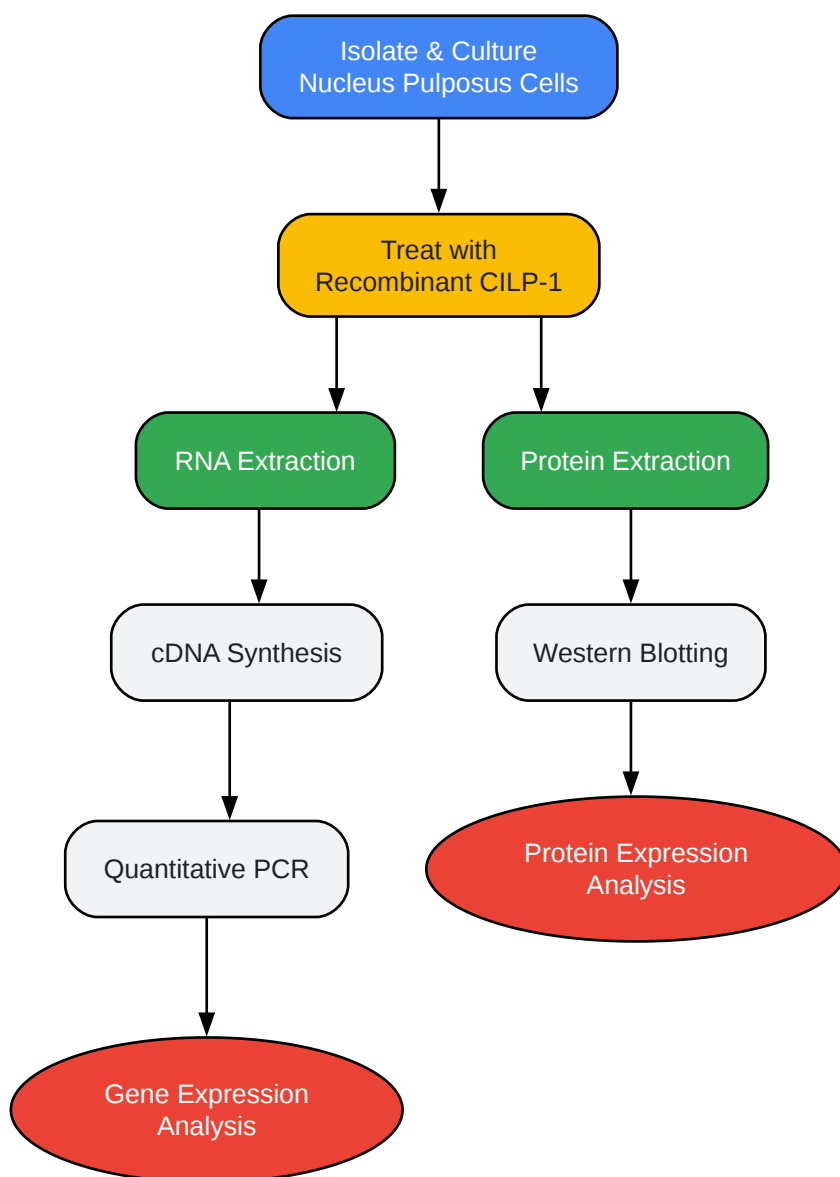 Isolate & Culture
Nucleus Pulposus Cells
Treat with
Recombinant CILP-1
RNA Extraction
Protein Extraction
cDNA Synthesis
Western Blotting
Quantitative PCR
Protein Expression
Analysis
Gene Expression
Analysis